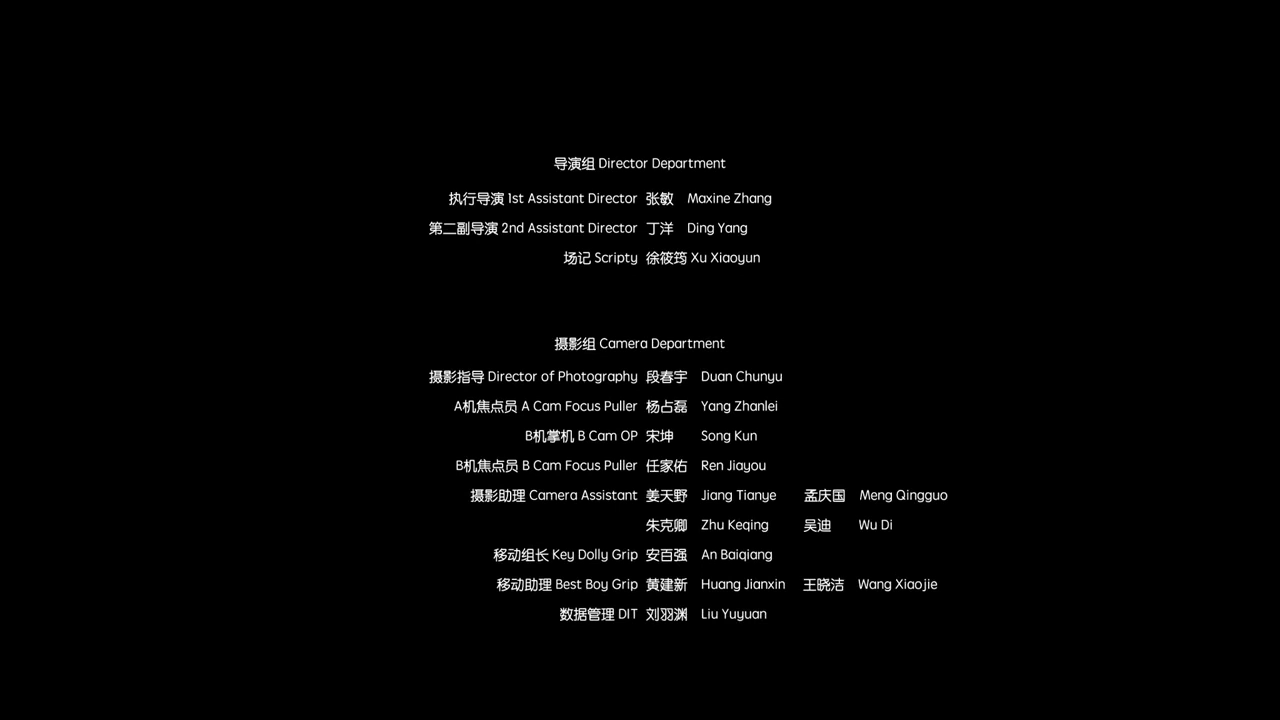 导演组 Director Department
执行导演 1st Assistant Director 张敏 Maxine Zhang
第二副导演 2nd Assistant Director 丁洋 Ding Yang
场记 Scripty 徐筱筠 Xu Xiaoyun
摄影组 Camera Department
摄影指导 Director of Photography 段春宇 Duan Chunyu
A机焦点员 A Cam Focus Puller 杨占磊 Yang Zhanlei
B机掌机 B Cam OP 宋坤 Song Kun
B机焦点员 B Cam Focus Puller 任家佑 Ren Jiayou
摄影助理 Camera Assistant 姜天野 Jiang Tianye 孟庆国 Meng Qingguo
朱克卿 Zhu Keqing 吴迪 Wu Di
移动组长 Key Dolly Grip 安百强 An Baiqiang
移动助理 Best Boy Grip 黄建新 Huang Jianxin 王晓洁 Wang Xiaojie
数据管理 DIT 刘羽渊 Liu Yuyuan